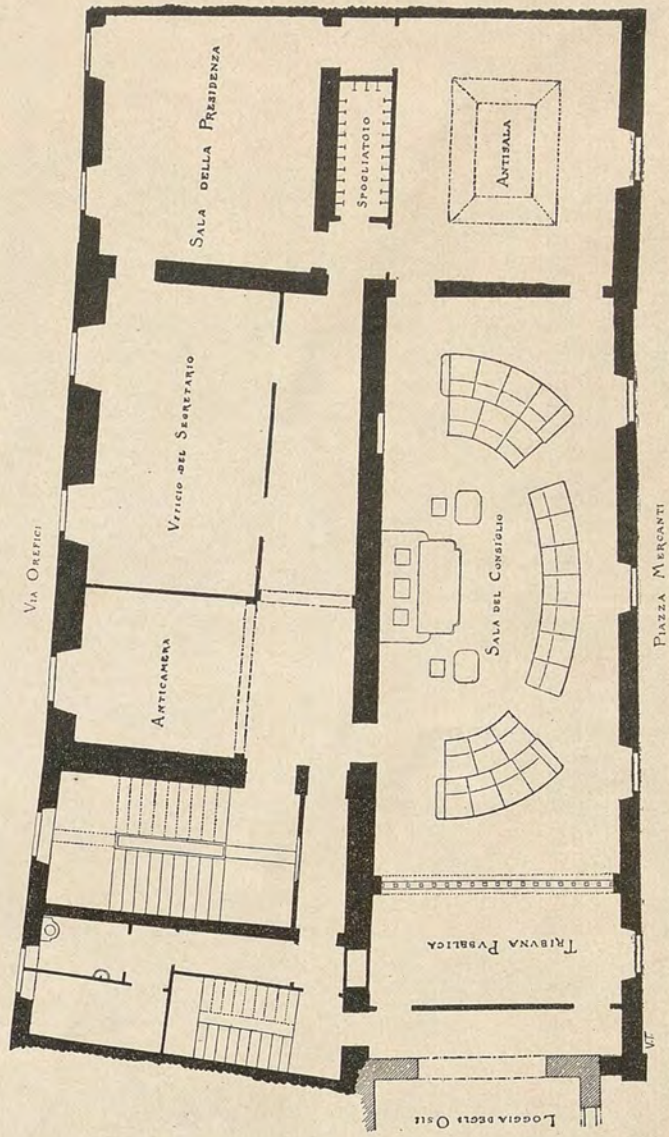 VIA OREFICI
SALA DELLA PRESIDENZA
SPOGLIATOIO
ANTISALA
VFFICIO DEL SEGRETARIO
ANTICAMERA
SALA DEL CONSIGLIO
PIAZZA MERCANTI
TRIBVNA PVBBLICA
LOGGIA DEGLI OSII
V.T.